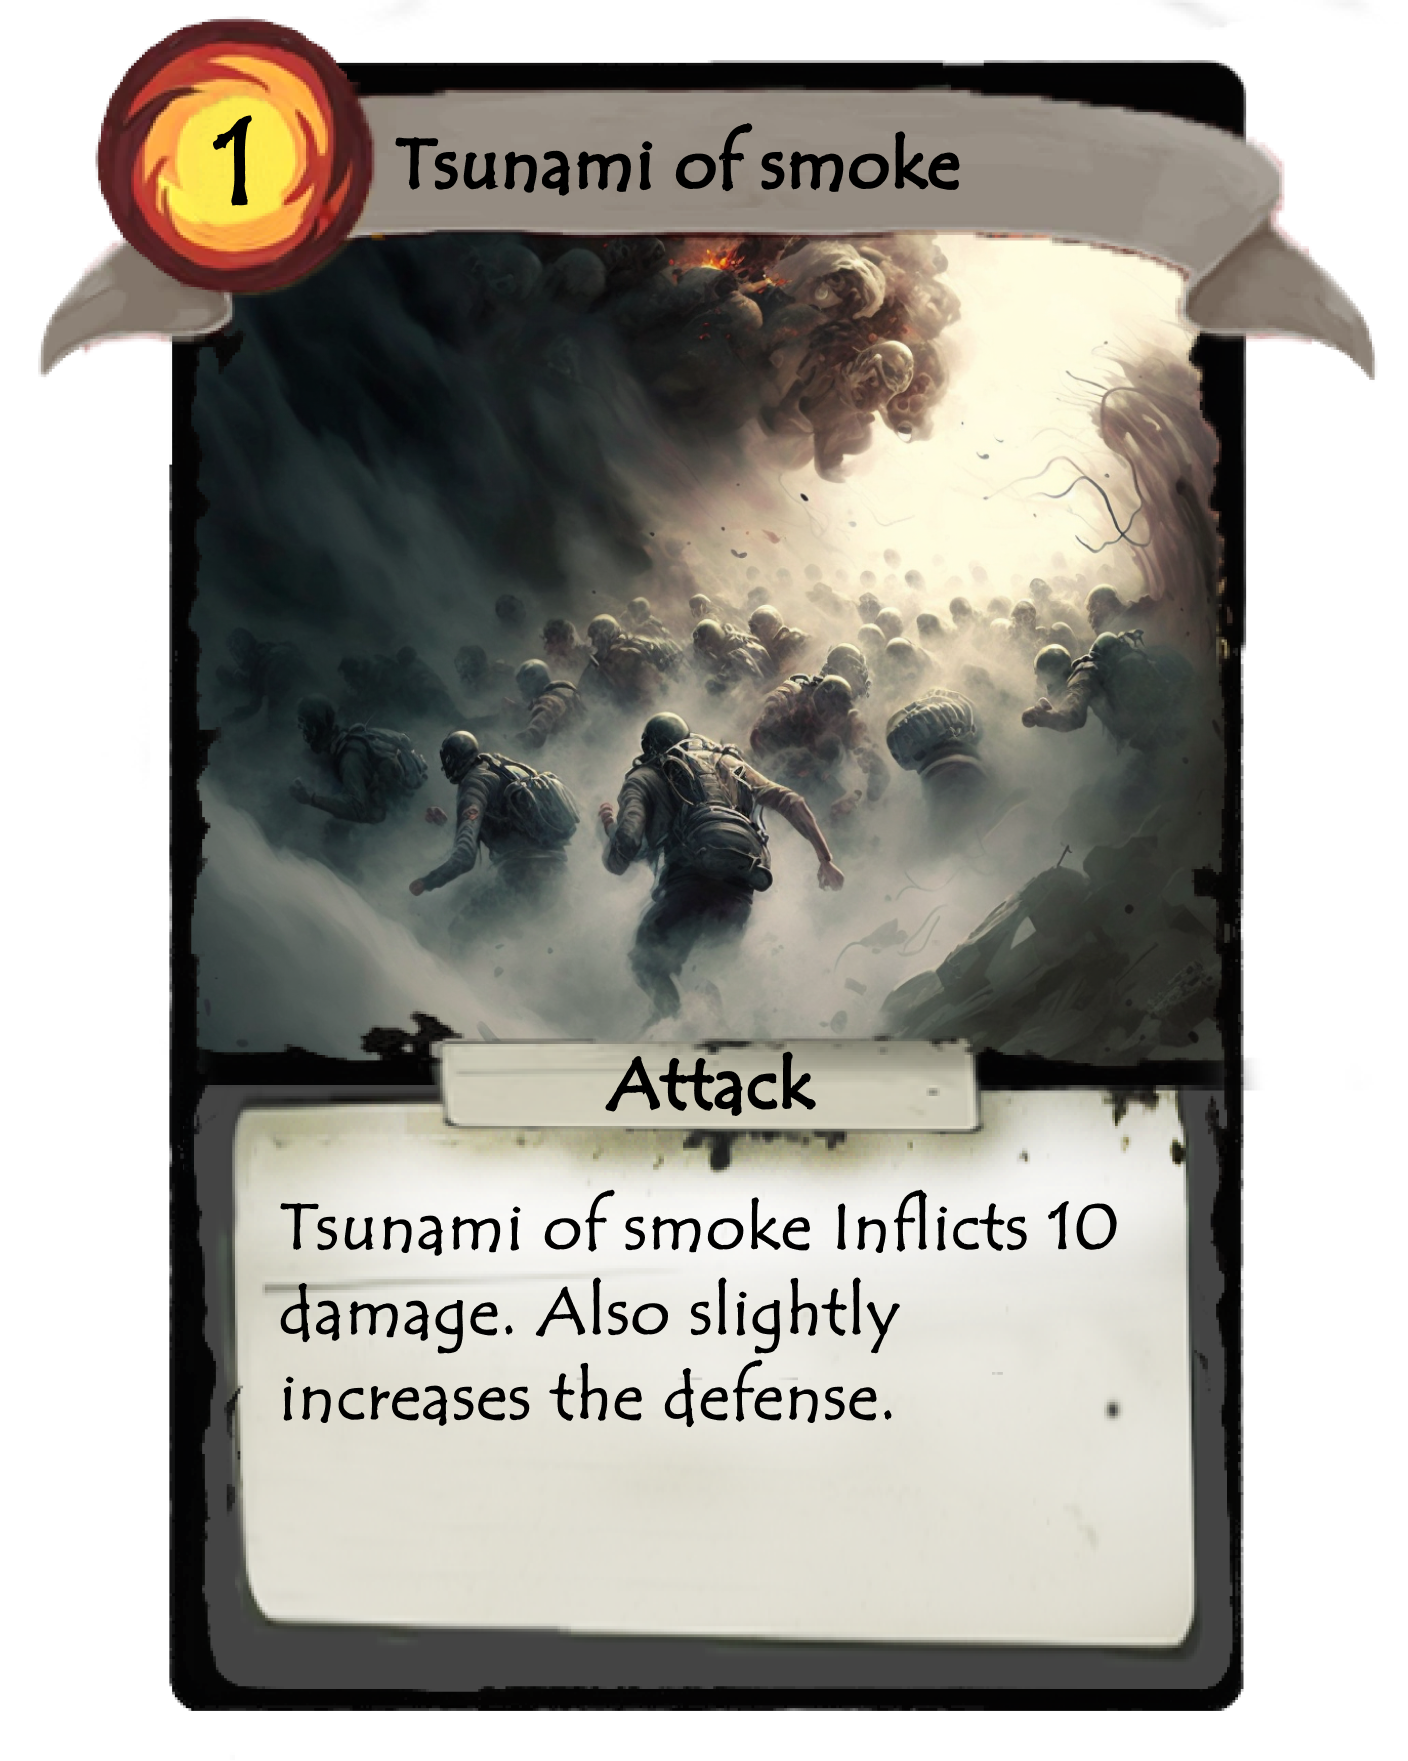 1
Tsunami of smoke
Attack
Tsunami of smoke Inflicts 10
damage. Also slightly
increases the defense.